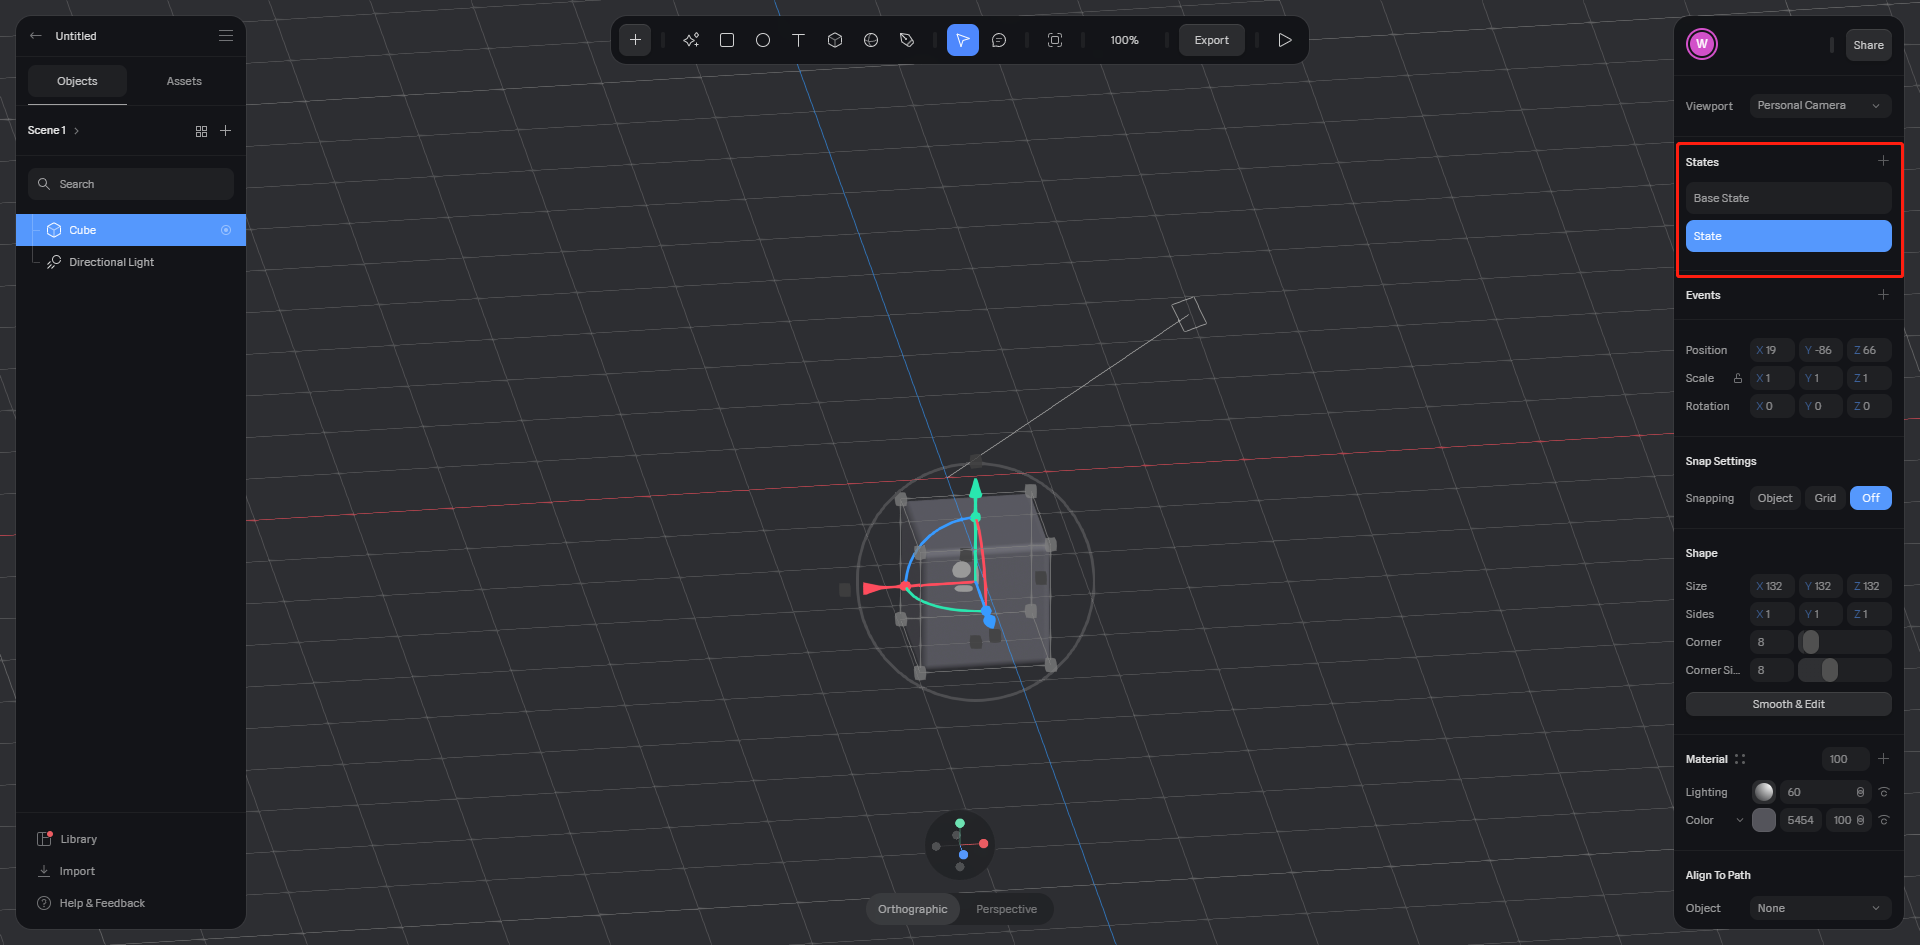 Untitled
Objects Assets
Scene 1
Search
Cube
Directional Light
Library
Import
Help & Feedback
100% Export
Orthographic Perspective
W Share
Viewport Personal Camera
States
Base State
State
Events
Position X 19 Y -86 Z 66
Scale X 1 Y 1 Z 1
Rotation X 0 Y 0 Z 0
Snap Settings
Snapping Object Grid Off
Shape
Size X 132 Y 132 Z 132
Sides X 1 Y 1 Z 1
Corner 8
Corner Si... 8
Smooth & Edit
Material 100
Lighting 60
Color 5454 100
Align To Path
Object None